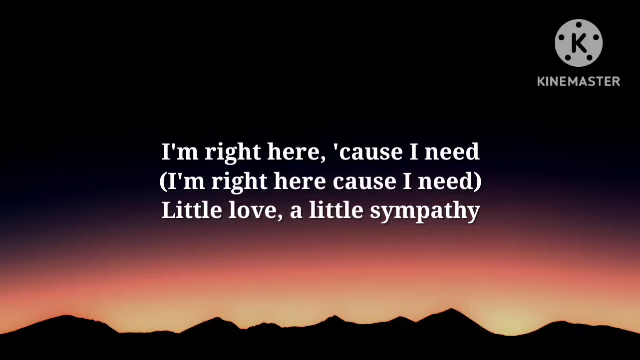 KINEMASTER
I'm right here, 'cause I need
(I'm right here cause I need)
Little love, a little sympathy